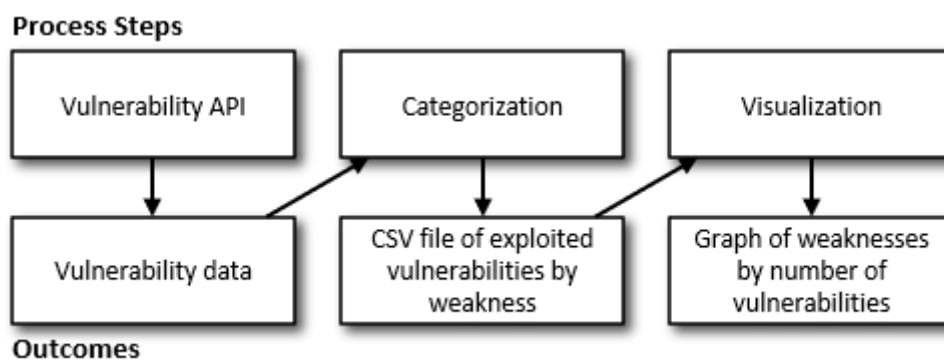 Process Steps
Vulnerability API
Categorization
Visualization
Vulnerability data
CSV file of exploited
vulnerabilities by
weakness
Graph of weaknesses
by number of
vulnerabilities
Outcomes